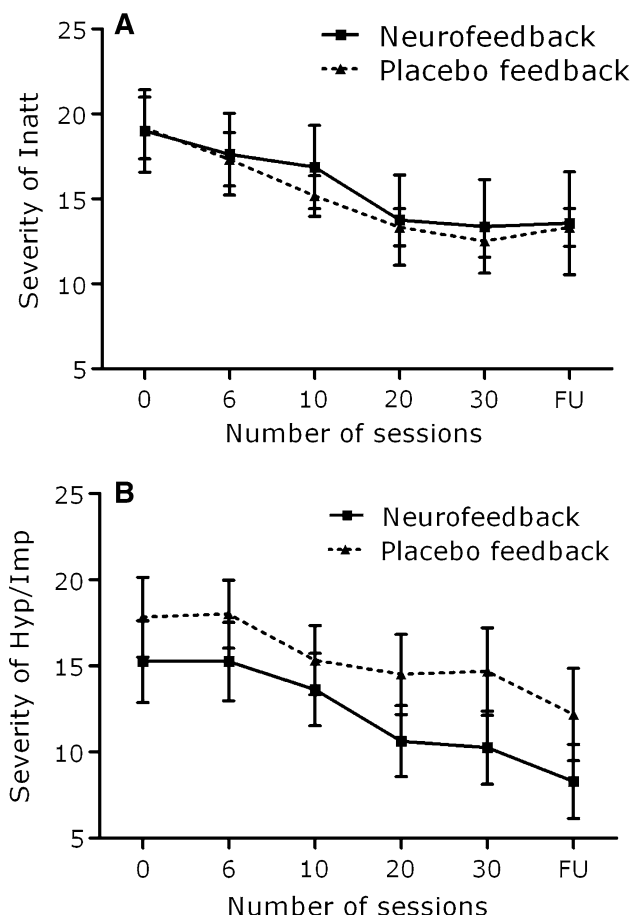 A
25
20
15
10
5
Severity of Inatt
Neurofeedback
Placebo feedback
0 6 10 20 30 FU
Number of sessions
B
25
20
15
10
5
Severity of Hyp/Imp
Neurofeedback
Placebo feedback
0 6 10 20 30 FU
Number of sessions